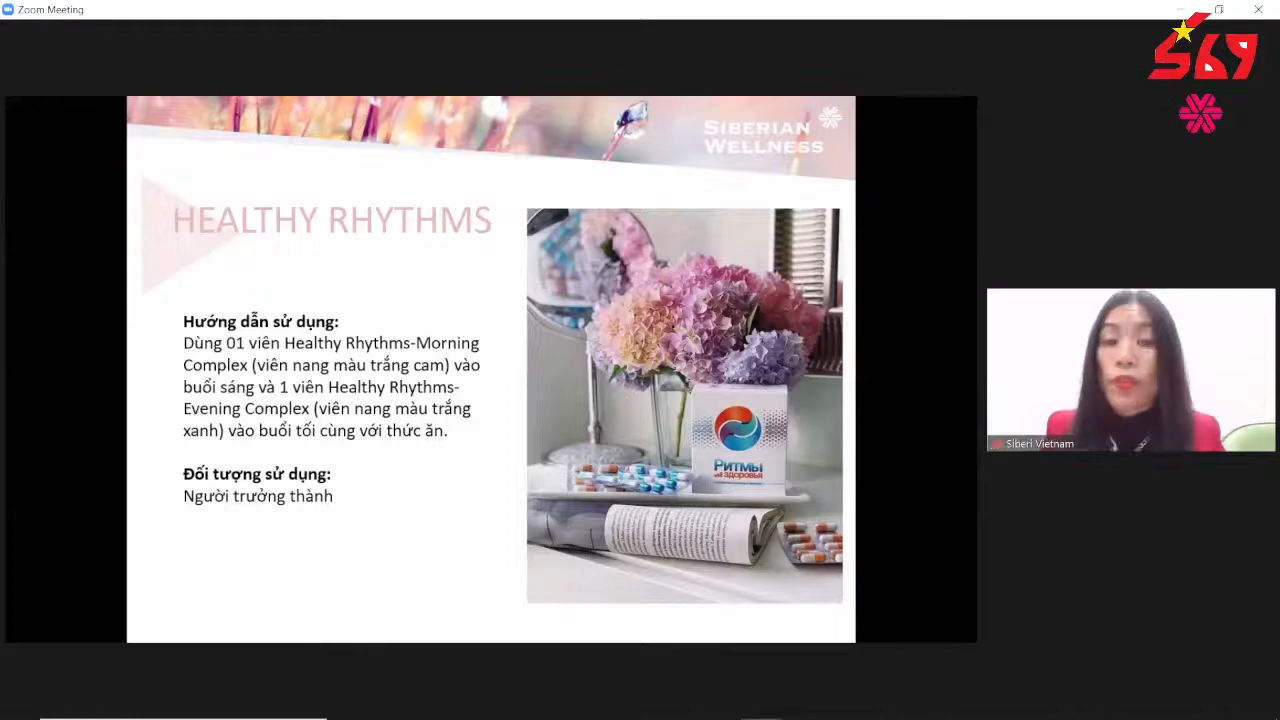 Zoom Meeting
S69
SIBERIAN
WELLNESS
HEALTHY RHYTHMS
Hướng dẫn sử dụng:
Dùng 01 viên Healthy Rhythms-Morning
Complex (viên nang màu trắng cam) vào
buổi sáng và 1 viên Healthy Rhythms-
Evening Complex (viên nang màu trắng
xanh) vào buổi tối cùng với thức ăn.
Đối tượng sử dụng:
Người trưởng thành
РИТМЫ
здоровья
Siberi Vietnam